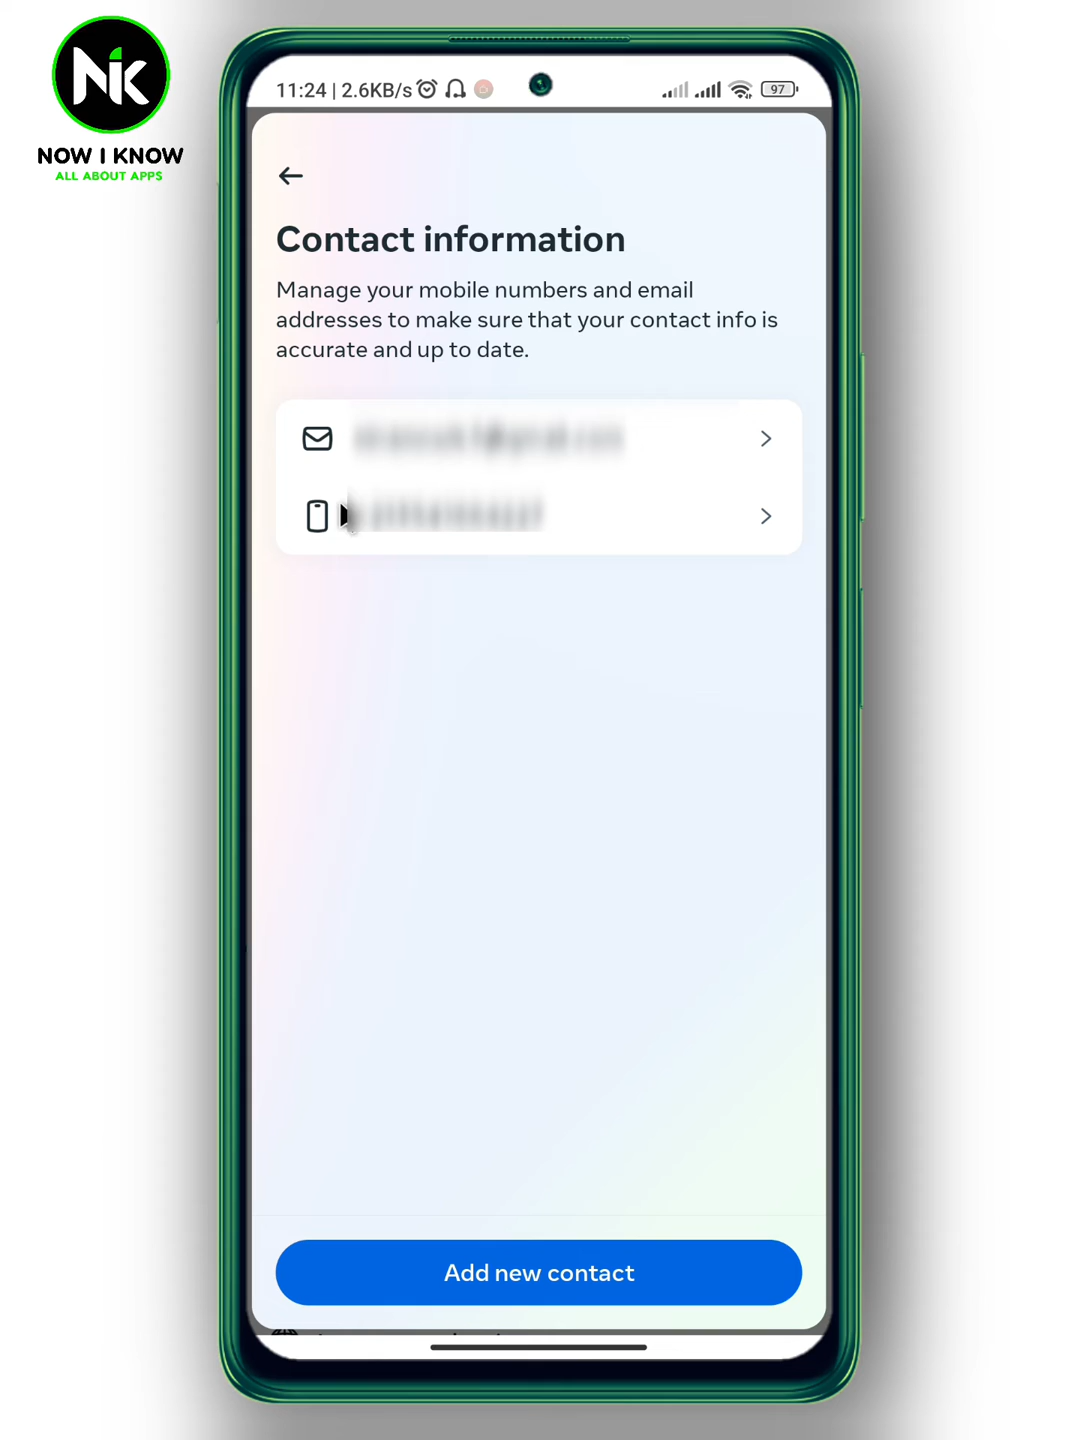 NIK
NOW I KNOW
ALL ABOUT APPS
11:24 | 2.6KB/s
97
Contact information
Manage your mobile numbers and email
addresses to make sure that your contact info is
accurate and up to date.
Add new contact